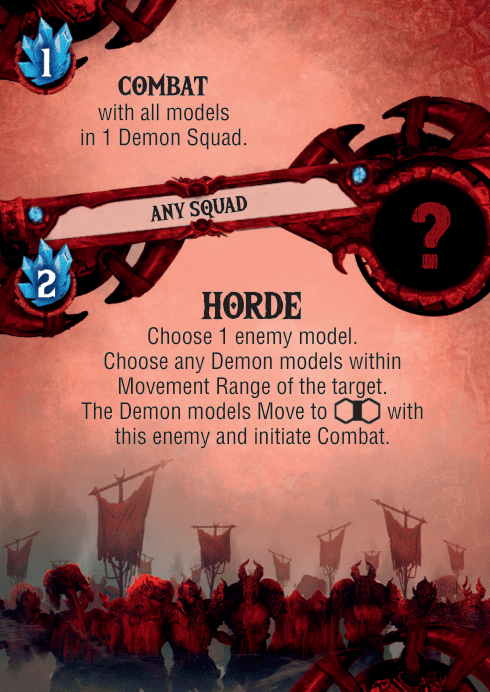 1
COMBAT
with all models
in 1 Demon Squad.
ANY SQUAD
?
2
HORDE
Choose 1 enemy model.
Choose any Demon models within
Movement Range of the target.
The Demon models Move to with
this enemy and initiate Combat.